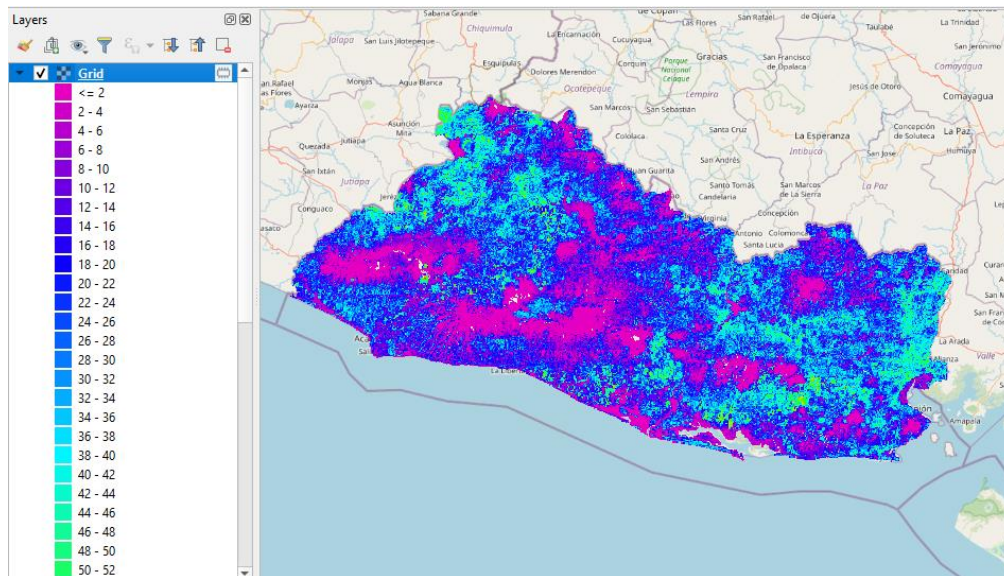 Layers
Grid
<= 2
2 - 4
4 - 6
6 - 8
8 - 10
10 - 12
12 - 14
14 - 16
16 - 18
18 - 20
20 - 22
22 - 24
24 - 26
26 - 28
28 - 30
30 - 32
32 - 34
34 - 36
36 - 38
38 - 40
40 - 42
42 - 44
44 - 46
46 - 48
48 - 50
50 - 52
Sabana Grande
de Copán
San Rafael
de Ojuera
La Trinidad
Chiquimula
La Encarnación
Cucuyagua
Las Flores
Taulabé
Jalapa
San Luis Jilotepeque
Gracias
San Francisco
de Opalaca
San Jerónimo
Esquipulas
Corquín
Parque
Nacional
Celaque
Comayagua
San Rafael
Las Flores
Monjas
Agua Blanca
Dolores Merendón
Ocotepeque
Lempira
Jesús de Otoro
Comayagua
Ayarza
San Marcos
San Sebastián
Asunción
Mita
Quezada
Jutiapa
Cololaca
Santa Cruz
La Esperanza
Concepción
de Soluteca
La Paz
Intibucá
San José
Humuya
San Ixtán
San Andrés
Jutiapa
Guarita
Santo Tomás
San Marcos
de La Sierra
La Paz
Candelaria
Conguaco
Virginia
Concepción
Antonio
Colomonca
Santa Lucía
La Arada
Valle
Amapala